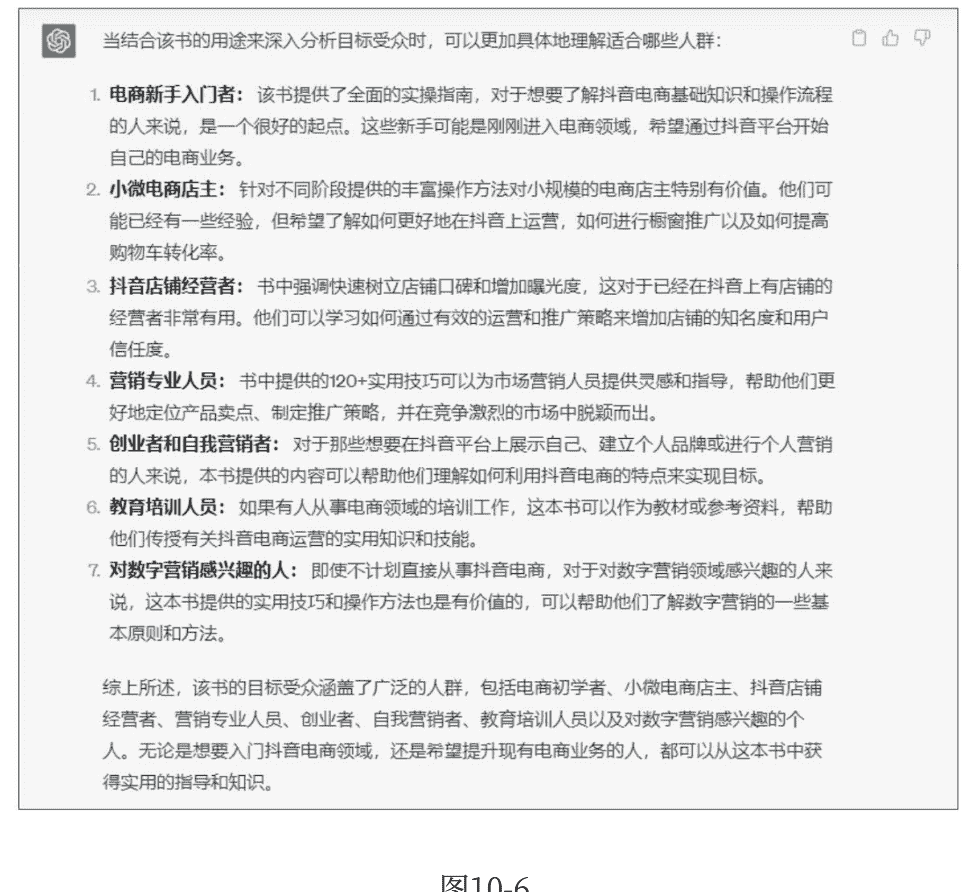 当结合该书的用途来深入分析目标受众时，可以更加具体地理解适合哪些人群：
1. 电商新手入门者： 该书提供了全面的实操指南，对于想要了解抖音电商基础知识和操作流程
的人来说，是一个很好的起点。这些新手可能是刚刚进入电商领域，希望通过抖音平台开始
自己的电商业务。
2. 小微电商店主： 针对不同阶段提供的丰富操作方法对小规模的电商店主特别有价值。他们可
能已经有一些经验，但希望了解如何更好地在抖音上运营，如何进行橱窗推广以及如何提高
购物车转化率。
3. 抖音店铺经营者： 书中强调快速树立店铺口碑和增加曝光度，这对于已经在抖音上有店铺的
经营者非常有用。他们可以学习如何通过有效的运营和推广策略来增加店铺的知名度和用户
信任度。
4. 营销专业人员： 书中提供的120+实用技巧可以为市场营销人员提供灵感和指导，帮助他们更
好地定位产品卖点、制定推广策略，并在竞争激烈的市场中脱颖而出。
5. 创业者和自我营销者： 对于那些想要在抖音平台上展示自己、建立个人品牌或进行个人营销
的人来说，本书提供的内容可以帮助他们理解如何利用抖音电商的特点来实现目标。
6. 教育培训人员： 如果有人从事电商领域的培训工作，这本书可以作为教材或参考资料，帮助
他们传授有关抖音电商运营的实用知识和技能。
7. 对数字营销感兴趣的人： 即使不计划直接从事抖音电商，对于对数字营销领域感兴趣的人来
说，这本书提供的实用技巧和操作方法也是有价值的，可以帮助他们了解数字营销的一些基
本原则和方法。
综上所述，该书的目标受众涵盖了广泛的人群，包括电商初学者、小微电商店主、抖音店铺
经营者、营销专业人员、创业者、自我营销者、教育培训人员以及对数字营销感兴趣的个
人。无论是想要入门抖音电商领域，还是希望提升现有电商业务的人，都可以从这本书中获
得实用的指导和知识。
图10-6